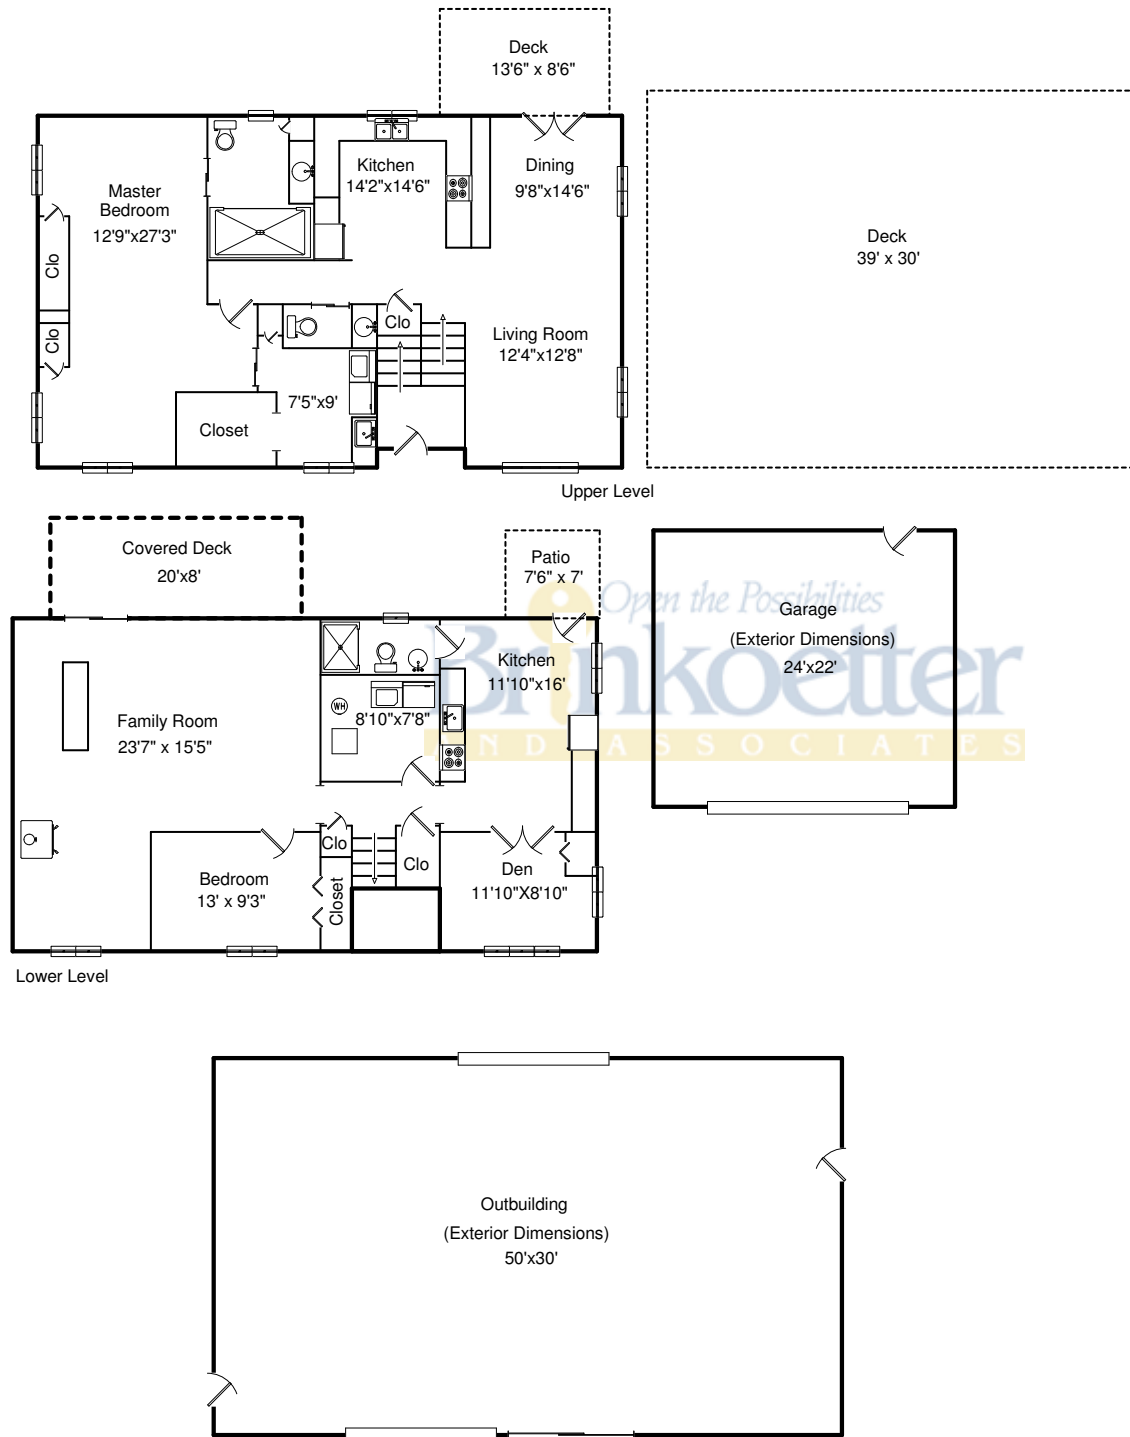 Deck
13'6" x 8'6"
Kitchen
14'2"x14'6"
Dining
9'8"x14'6"
Master
Bedroom
12'9"x27'3"
Clo
Clo
Deck
39' x 30'
Clo
Living Room
12'4"x12'8"
7'5"x9'
Closet
Upper Level
Covered Deck
20'x8'
Patio
7'6" x 7'
Open the Possibilities
Brinkoetter
AND ASSOCIATES
Garage
(Exterior Dimensions)
24'x22'
Kitchen
11'10"x16'
Family Room
23'7" x 15'5"
WH
8'10"x7'8"
Clo
Clo
Den
11'10"X8'10"
Bedroom
13' x 9'3"
Closet
Lower Level
Outbuilding
(Exterior Dimensions)
50'x30'